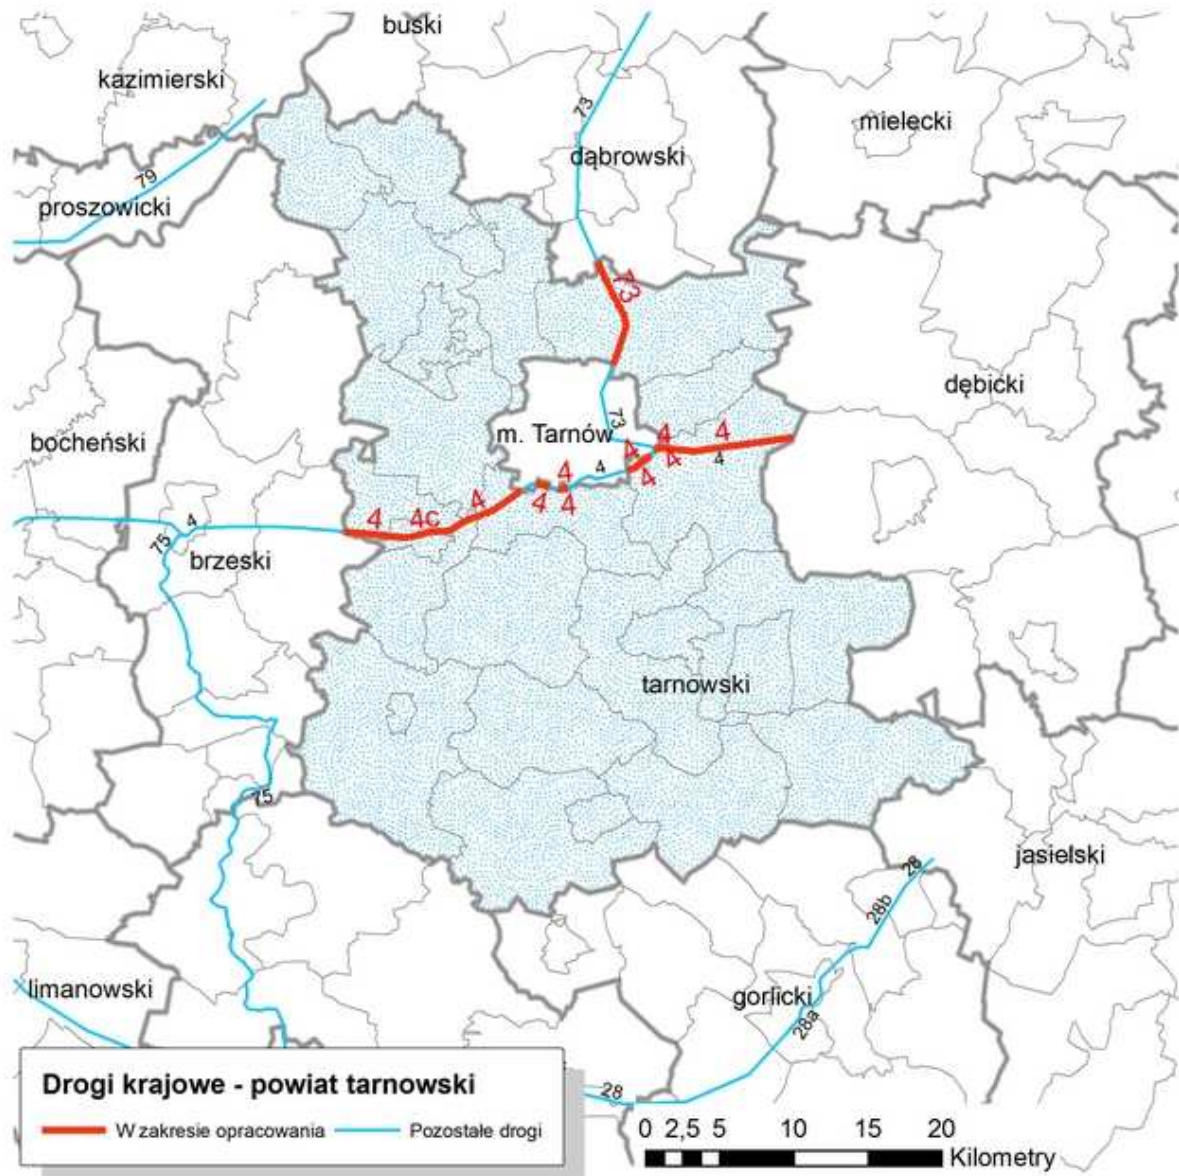 buski
kazimierski
73
mielecki
dąbrowski
79
proszowicki
73
dębicki
73
bocheński
m. Tarnów
4 4
4 4
4 4 4
4
4
4 4c 4 4 4
4
75
brzeski
tarnowski
75
jasielski
28
28b
limanowski
gorlicki
28a
Drogi krajowe - powiat tarnowski
W zakresie opracowania Pozostałe drogi
28
0 2,5 5 10 15 20
Kilometry